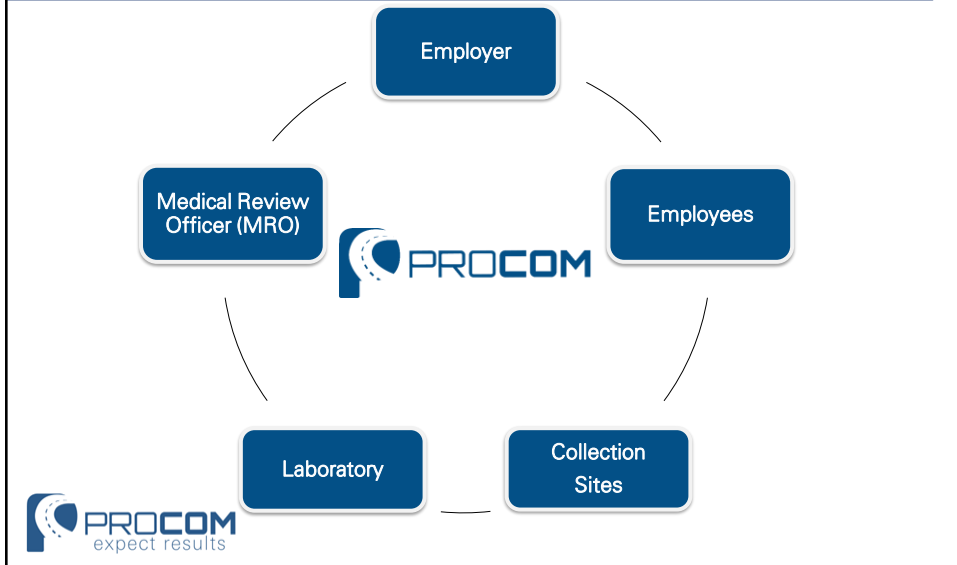 Employer
Medical Review
Officer (MRO)
Employees
PROCOM
Laboratory
Collection
Sites
PROCOM
expect results